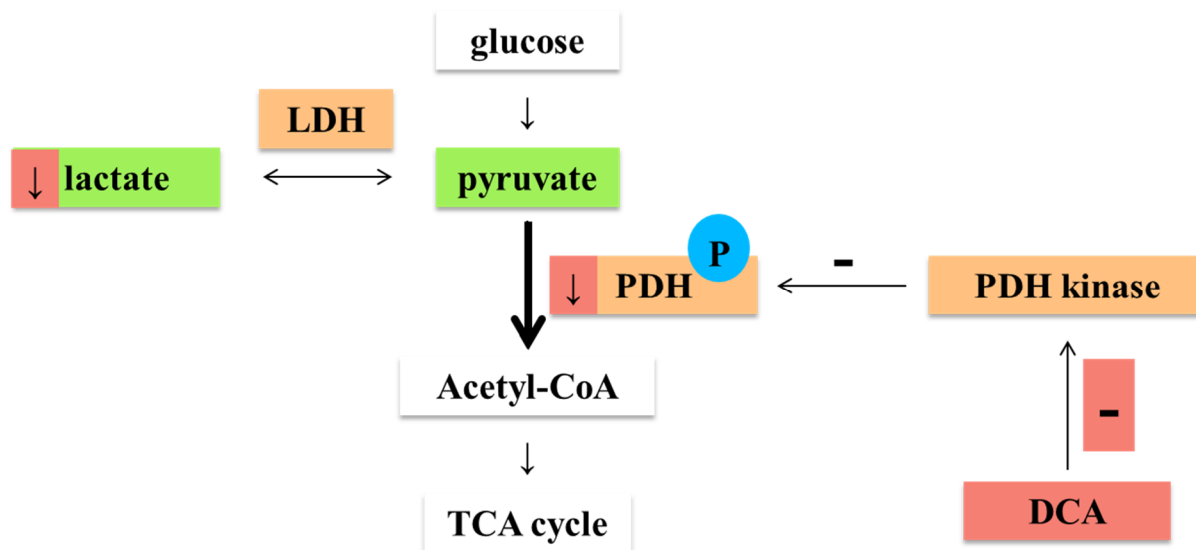 glucose
↓
LDH
↓ lactate
pyruvate
P
↓ PDH
-
PDH kinase
Acetyl-CoA
-
↓
TCA cycle
DCA